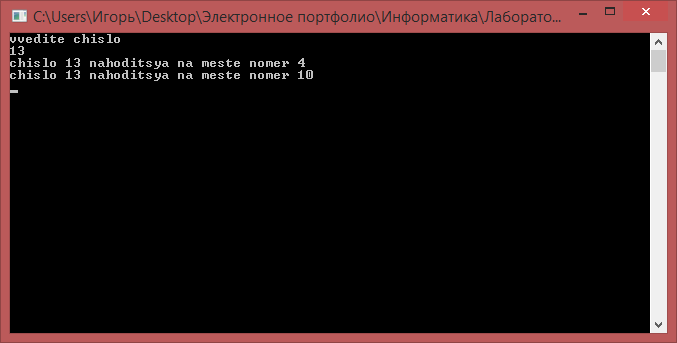 C:\Users\Игорь\Desktop\Электронное портфолио\Информатика\Лаборато...
vvedite chislo
13
chislo 13 nahoditsya na meste nomer 4
chislo 13 nahoditsya na meste nomer 10